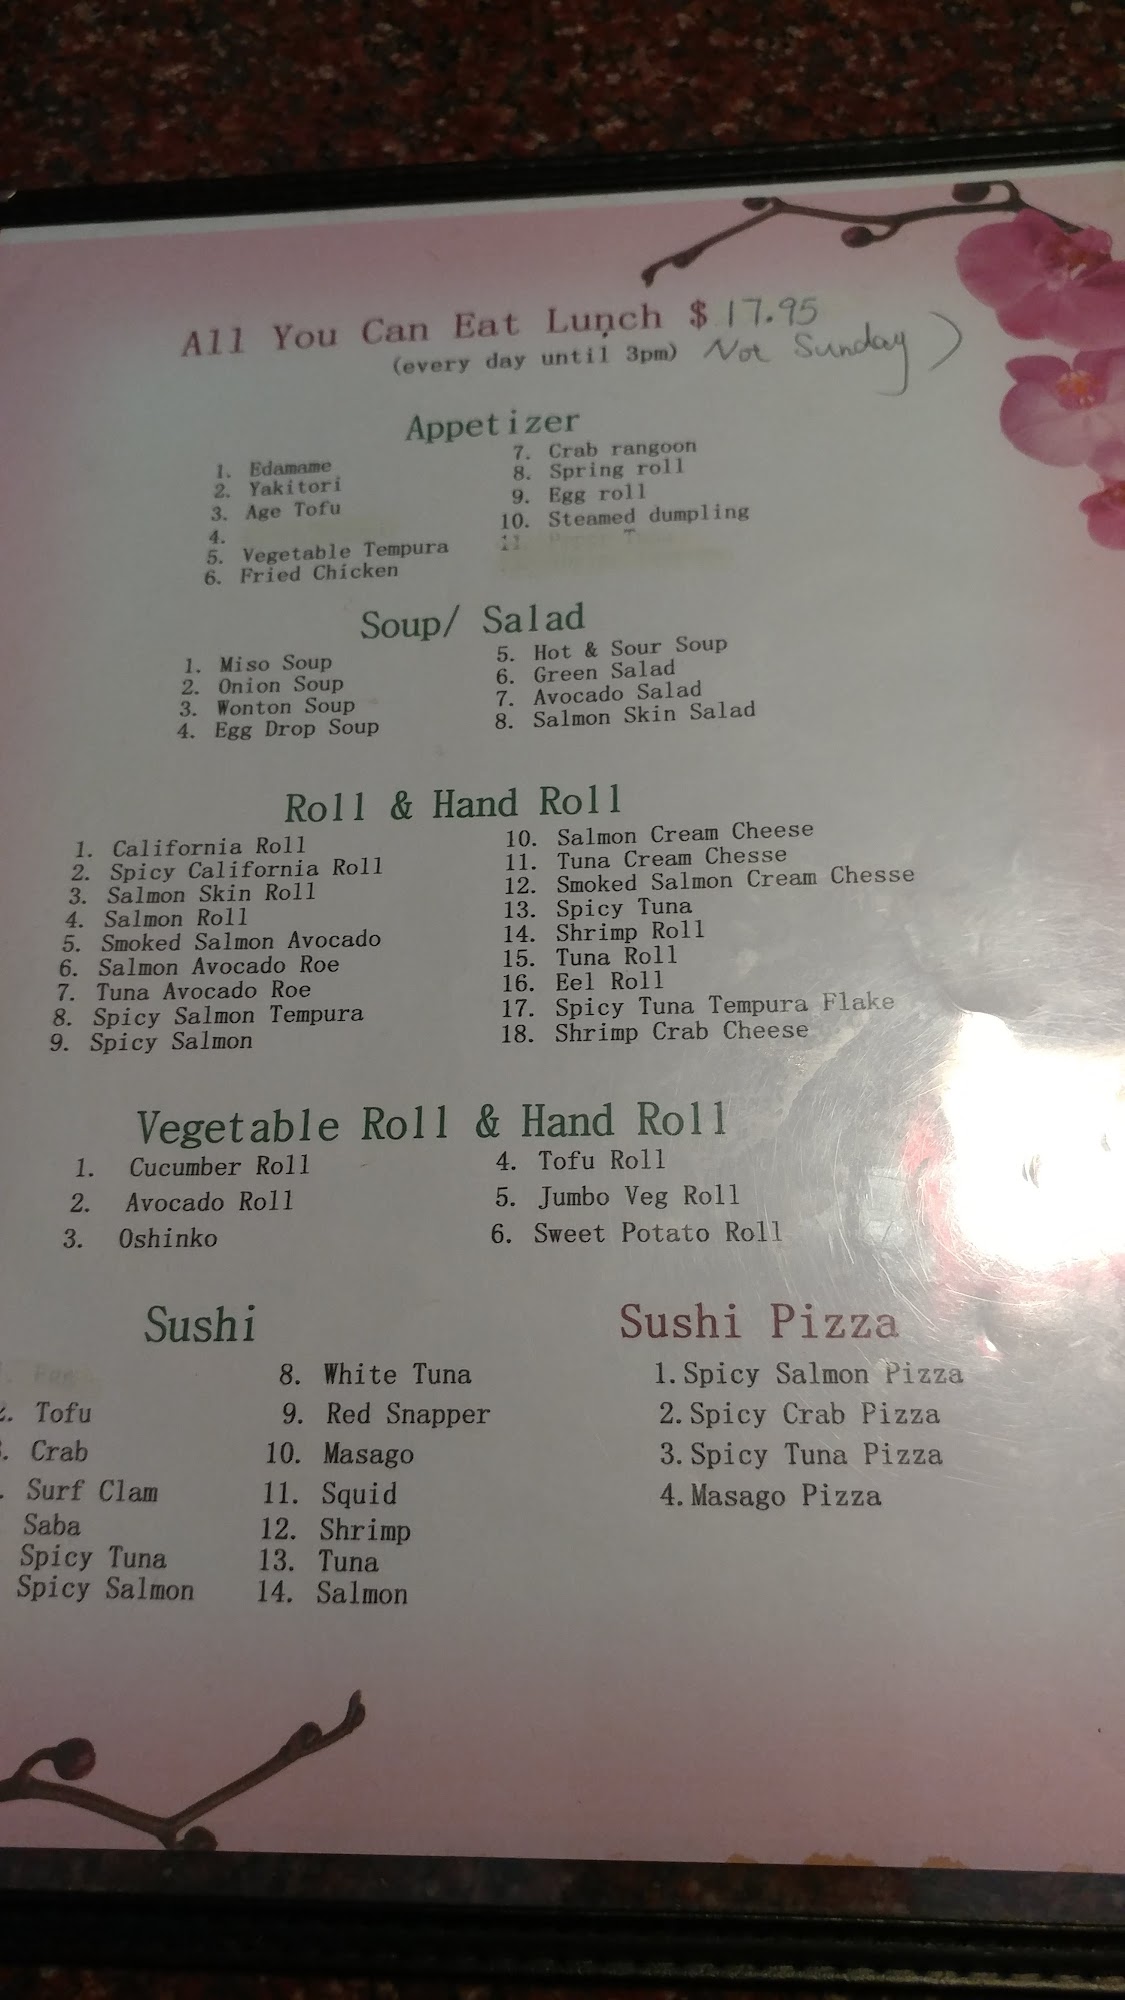 All You Can Eat Lunch $ 17.95
(every day until 3pm) Not Sunday )
Appetizer
1. Edamame
2. Yakitori
3. Age Tofu
4.
5. Vegetable Tempura
6. Fried Chicken
7. Crab rangoon
8. Spring roll
9. Egg roll
10. Steamed dumpling
11.
Soup/ Salad
1. Miso Soup
2. Onion Soup
3. Wonton Soup
4. Egg Drop Soup
5. Hot & Sour Soup
6. Green Salad
7. Avocado Salad
8. Salmon Skin Salad
Roll & Hand Roll
1. California Roll
2. Spicy California Roll
3. Salmon Skin Roll
4. Salmon Roll
5. Smoked Salmon Avocado
6. Salmon Avocado Roe
7. Tuna Avocado Roe
8. Spicy Salmon Tempura
9. Spicy Salmon
10. Salmon Cream Cheese
11. Tuna Cream Chesse
12. Smoked Salmon Cream Chesse
13. Spicy Tuna
14. Shrimp Roll
15. Tuna Roll
16. Eel Roll
17. Spicy Tuna Tempura Flake
18. Shrimp Crab Cheese
Vegetable Roll & Hand Roll
1. Cucumber Roll
2. Avocado Roll
3. Oshinko
4. Tofu Roll
5. Jumbo Veg Roll
6. Sweet Potato Roll
Sushi
Tofu
Crab
Surf Clam
Saba
Spicy Tuna
Spicy Salmon
8. White Tuna
9. Red Snapper
10. Masago
11. Squid
12. Shrimp
13. Tuna
14. Salmon
Sushi Pizza
1. Spicy Salmon Pizza
2. Spicy Crab Pizza
3. Spicy Tuna Pizza
4. Masago Pizza